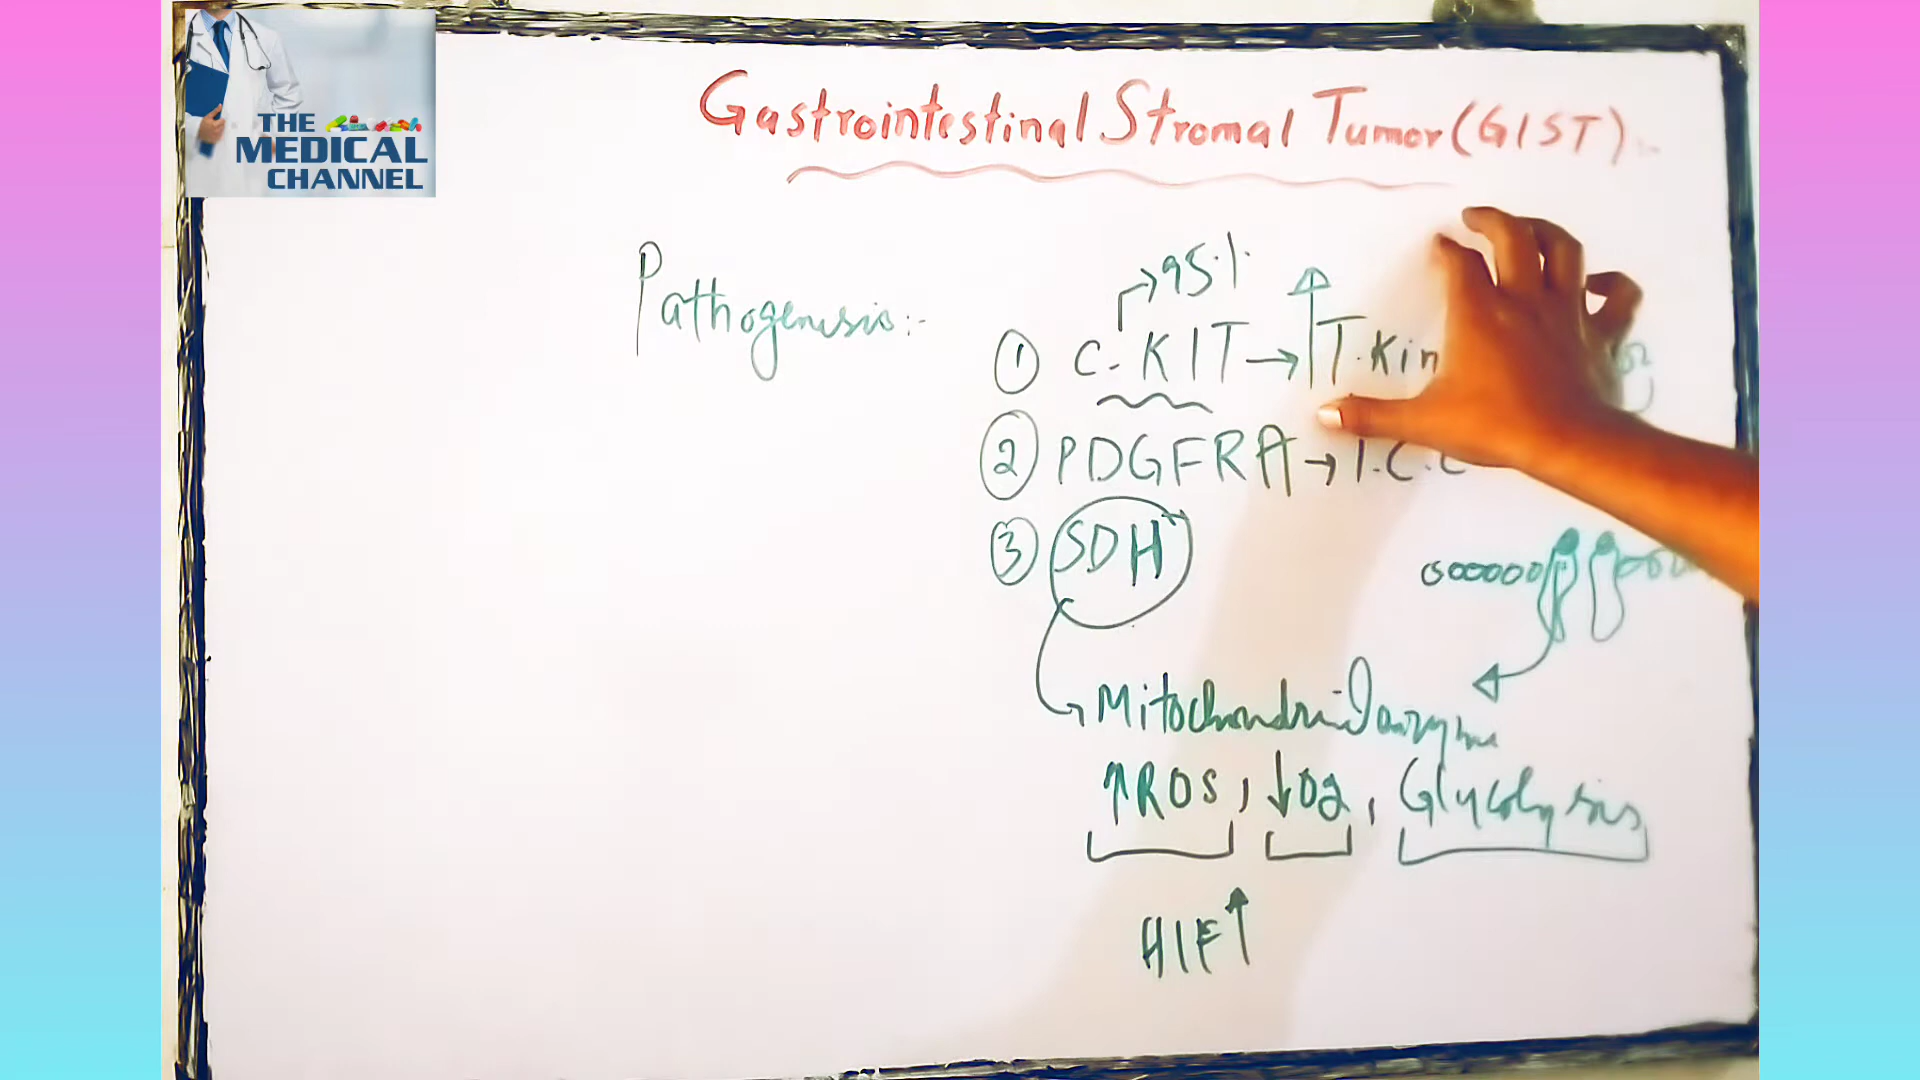 THE
MEDICAL
CHANNEL
Gastrointestinal Stromal Tumor (GIST)
Pathogenesis:-
→95%
① C-KIT → ↑T.Kin
② PDGFRA → I.C.C
③ SDH
Mitochondrial enzyme
↑ROS, ↓O2, Glycolysis
HIF↑